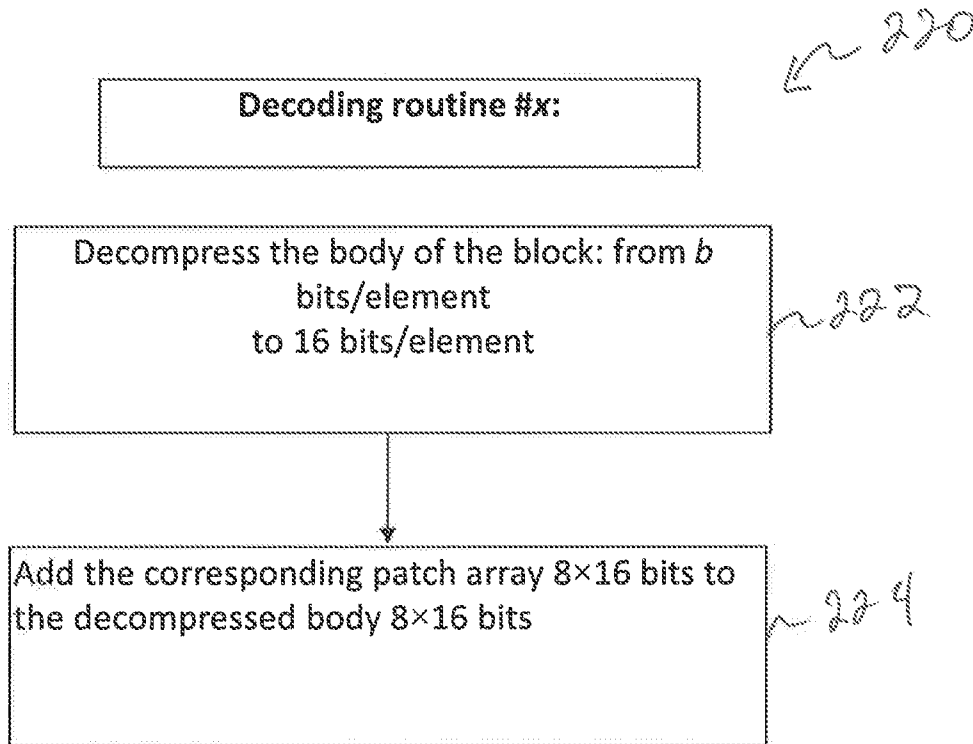 220
Decoding routine #x:
Decompress the body of the block: from b
bits/element
to 16 bits/element
222
Add the corresponding patch array 8×16 bits to
the decompressed body 8×16 bits
224